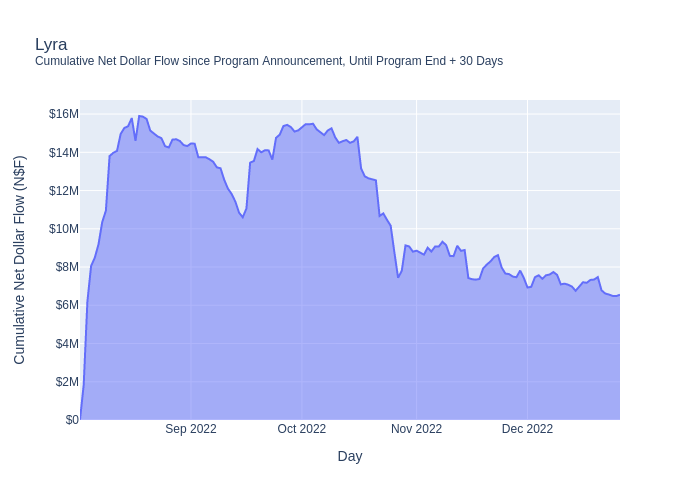 Lyra
Cumulative Net Dollar Flow since Program Announcement, Until Program End + 30 Days
Cumulative Net Dollar Flow (N$F)
$16M
$14M
$12M
$10M
$8M
$6M
$4M
$2M
$0
Sep 2022
Oct 2022
Nov 2022
Dec 2022
Day